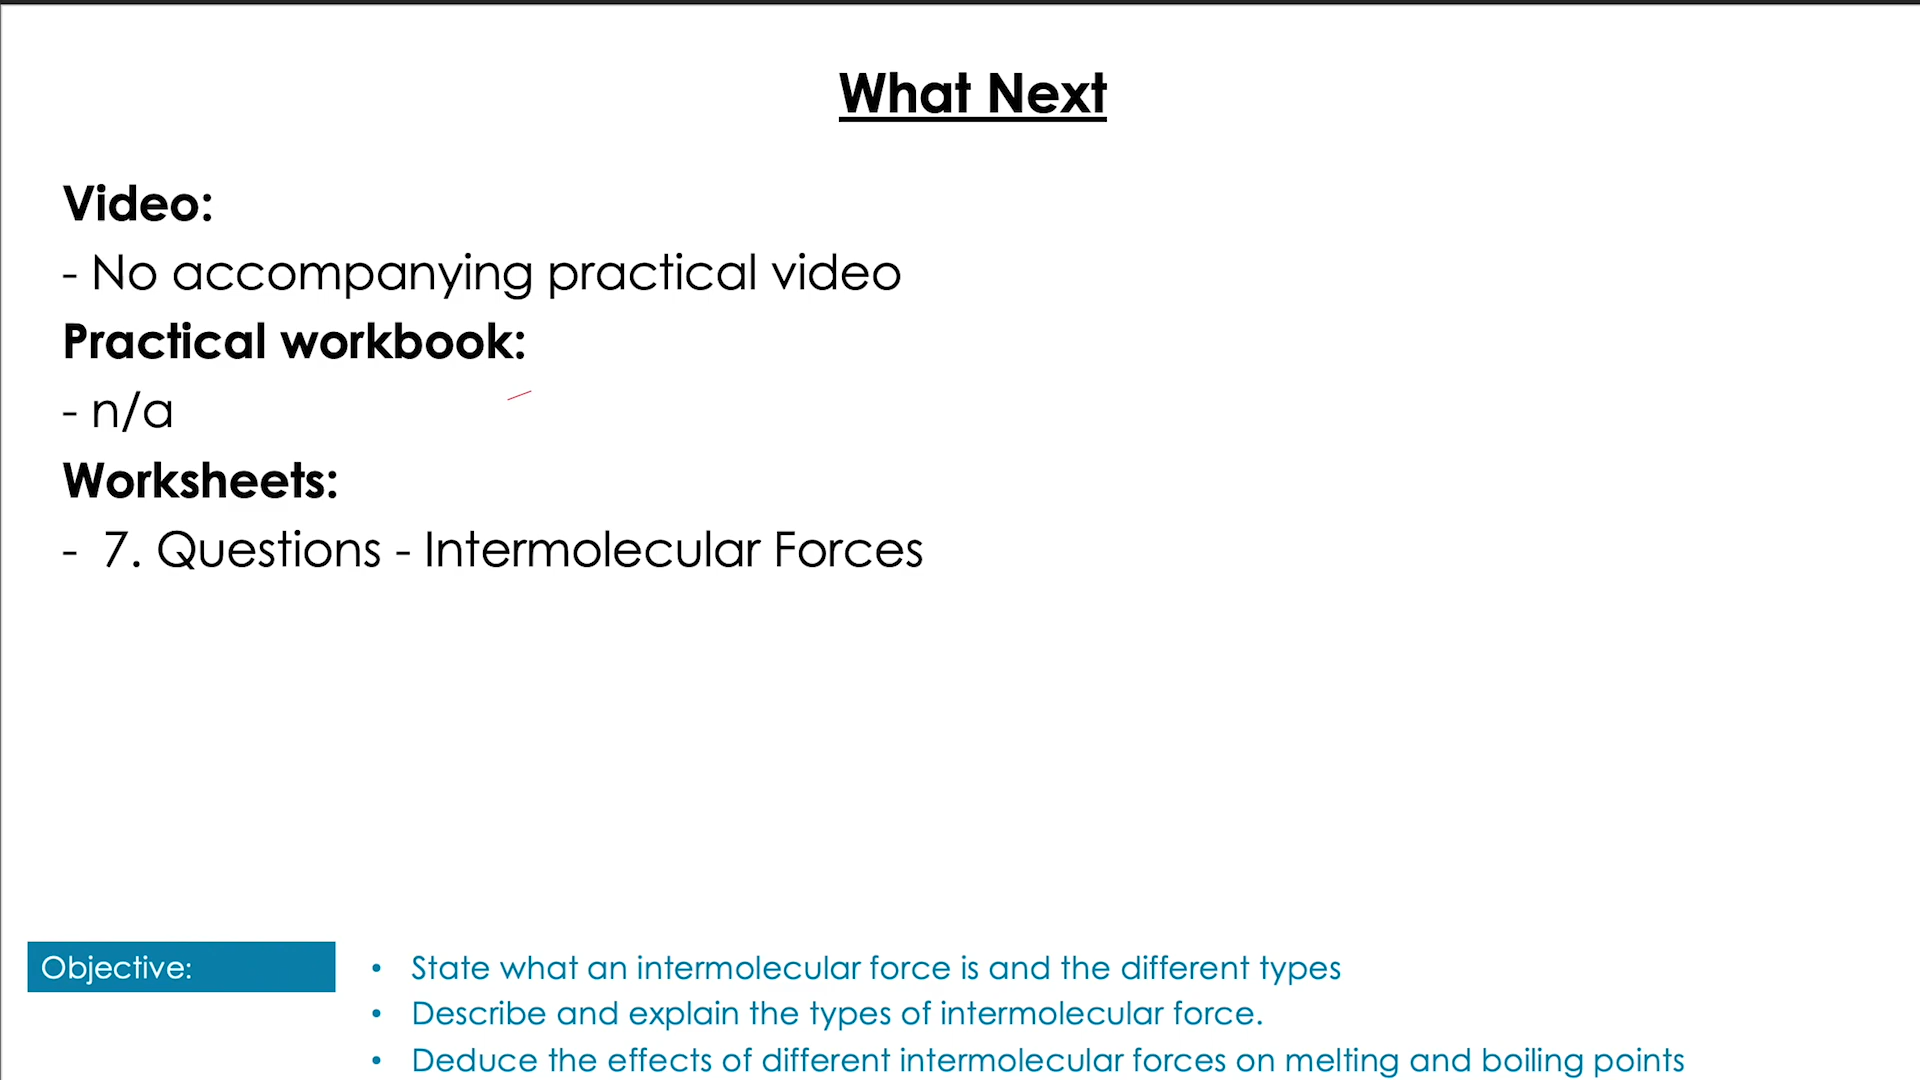 What Next
Video:
- No accompanying practical video
Practical workbook:
- n/a
Worksheets:
- 7. Questions - Intermolecular Forces
Objective:
• State what an intermolecular force is and the different types
• Describe and explain the types of intermolecular force.
• Deduce the effects of different intermolecular forces on melting and boiling points